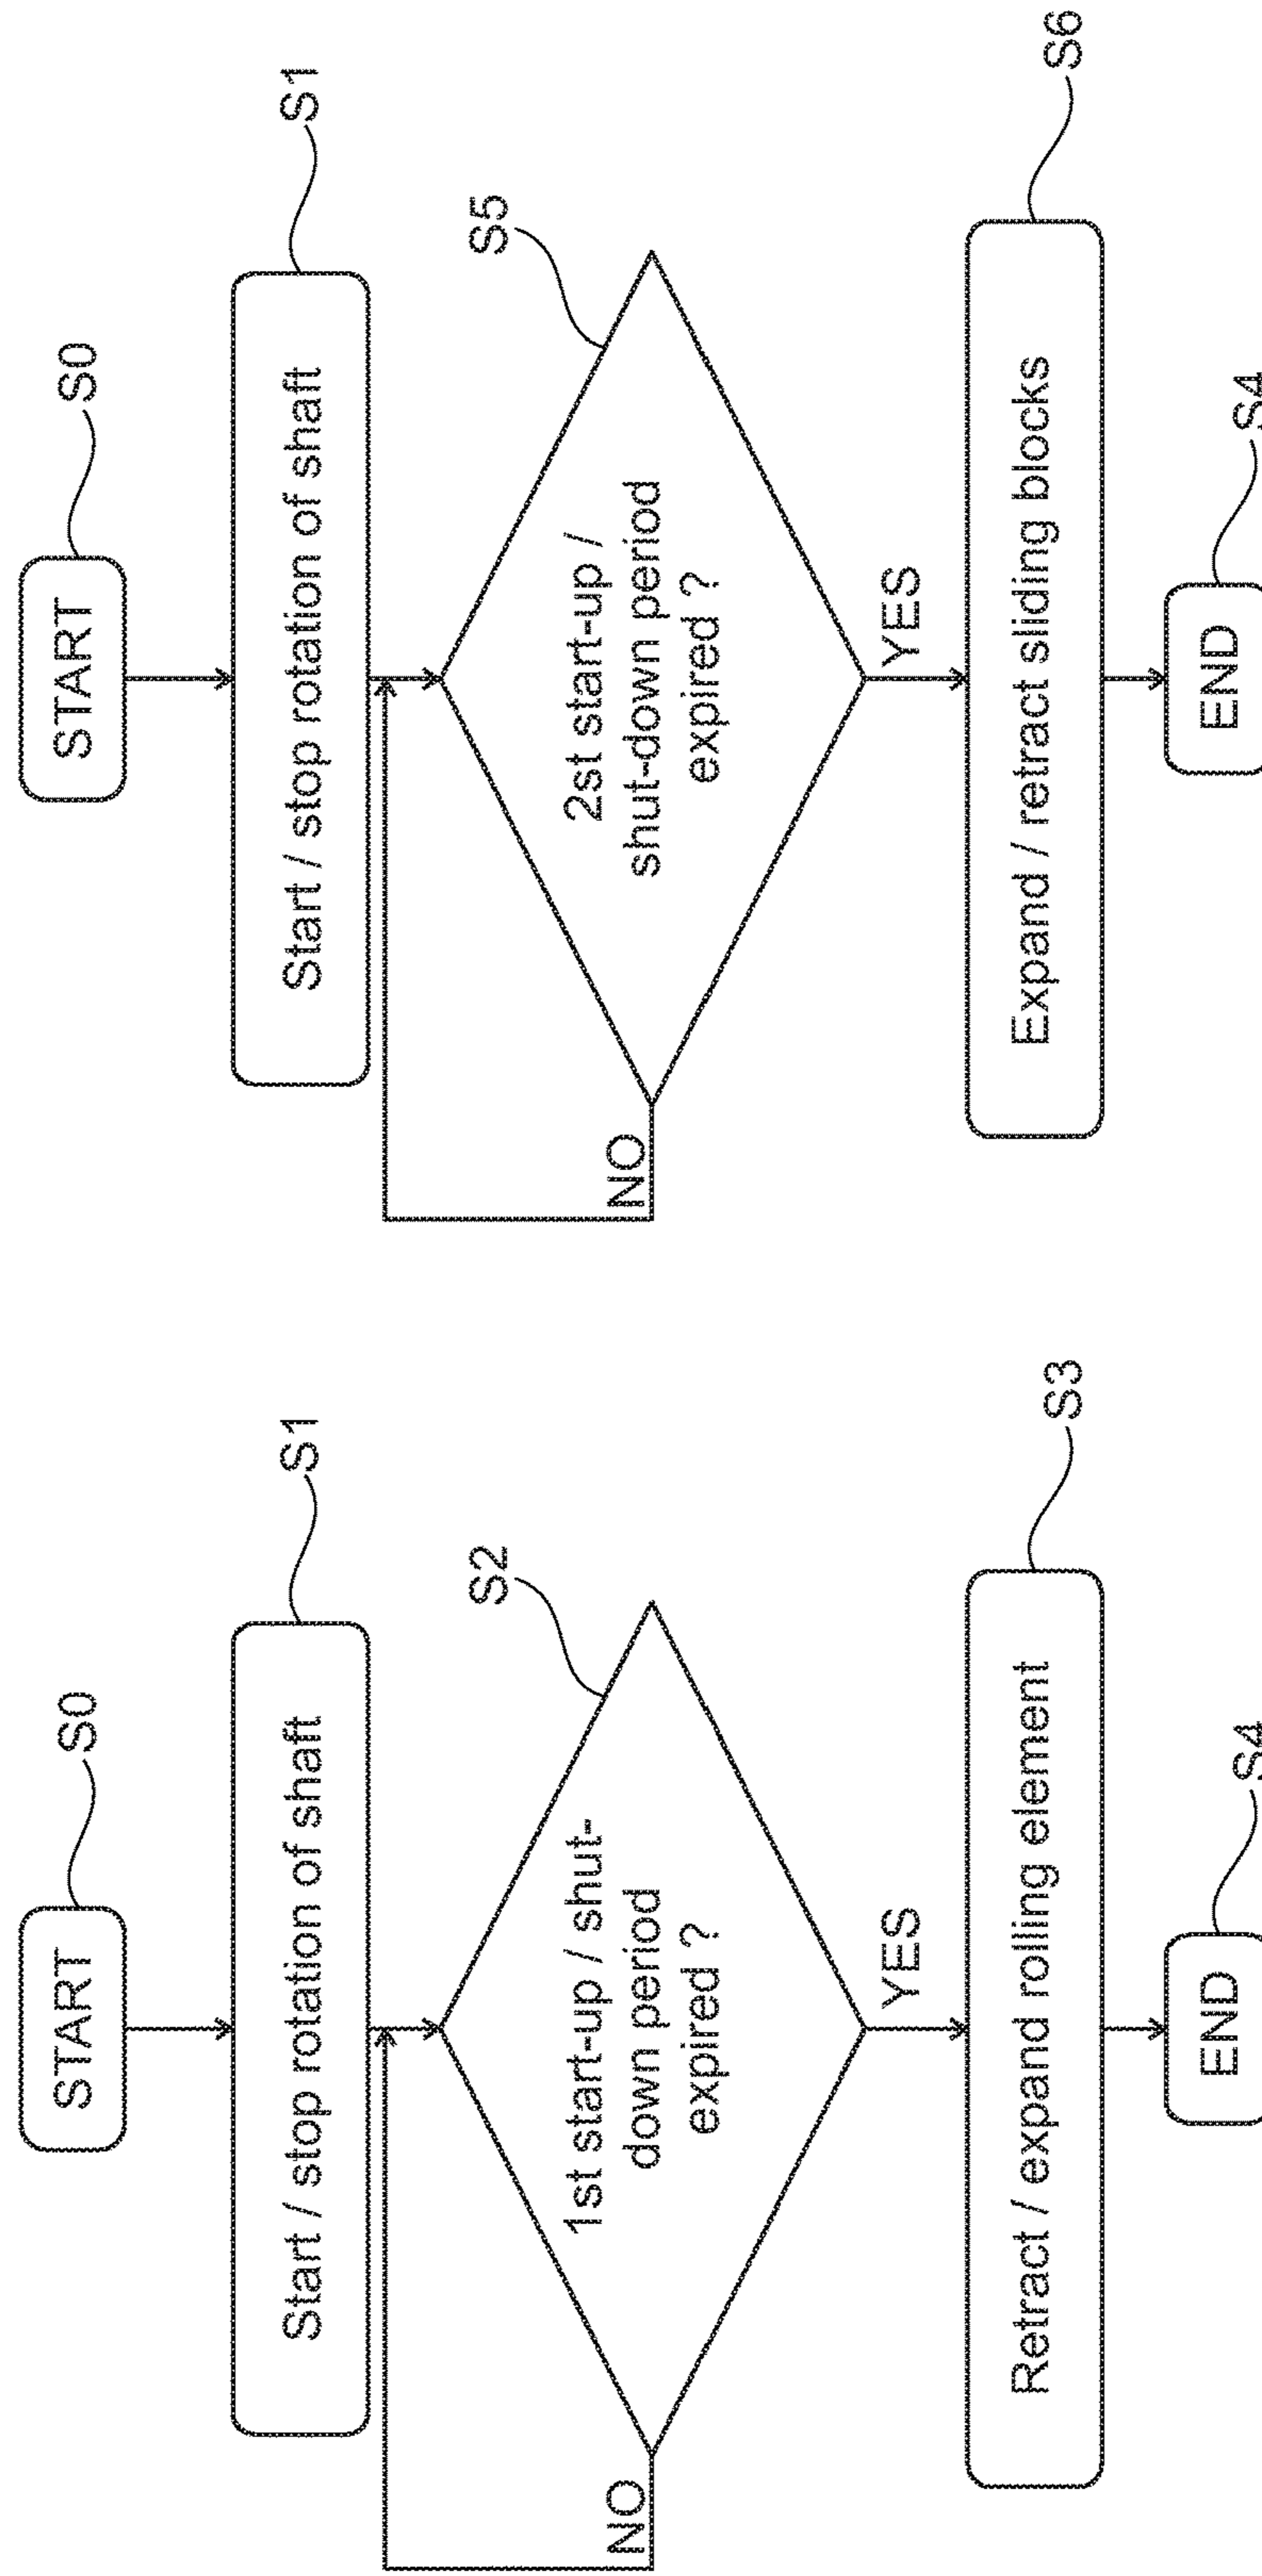 START
S0
Start / stop rotation of shaft
S1
1st start-up / shut-
down period
expired ?
S2
NO
YES
Retract / expand rolling element
S3
END
S4
START
S0
Start / stop rotation of shaft
S1
2st start-up /
shut-down period
expired ?
S5
NO
YES
Expand / retract sliding blocks
S6
END
S4